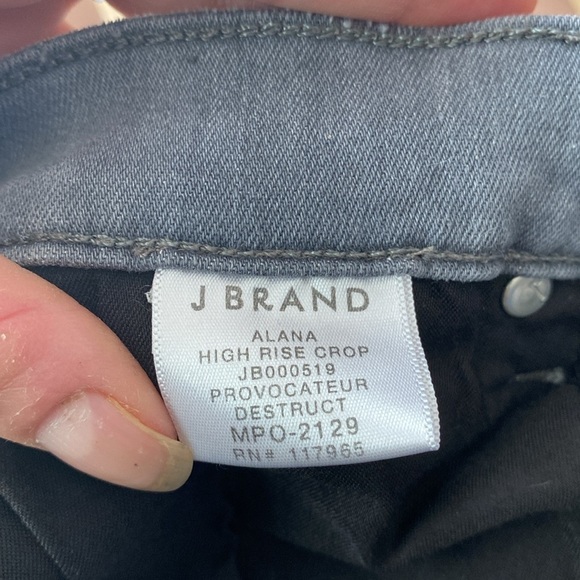 J BRAND
ALANA
HIGH RISE CROP
JB000519
PROVOCATEUR
DESTRUCT
MPO-2129
RN# 117965